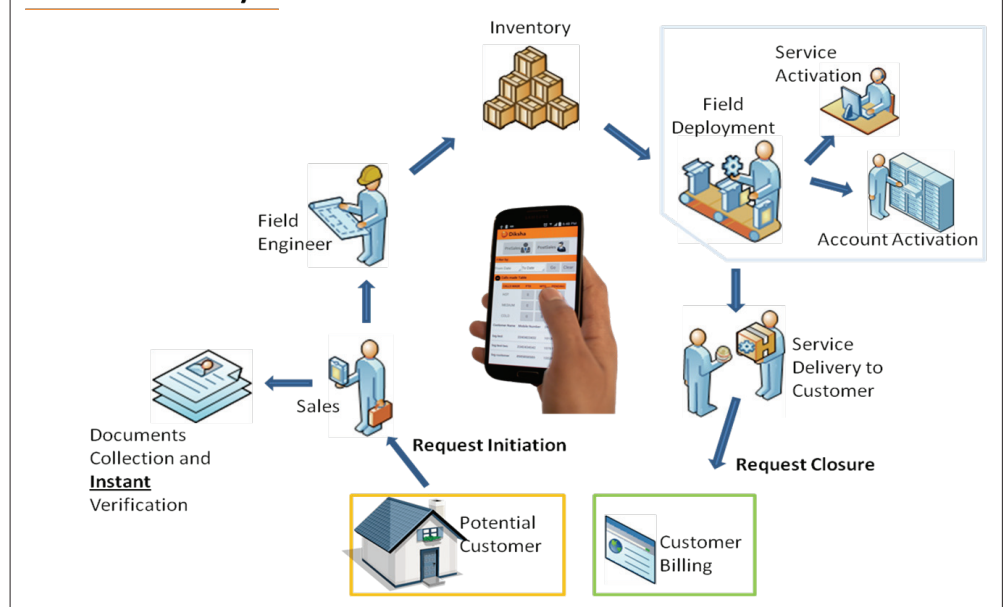 Inventory
Service
Activation
Field
Deployment
Account Activation
Field
Engineer
Diksha
Service
Delivery to
Customer
Sales
Documents
Collection and
Instant
Verification
Request Initiation
Request Closure
Potential
Customer
Customer
Billing